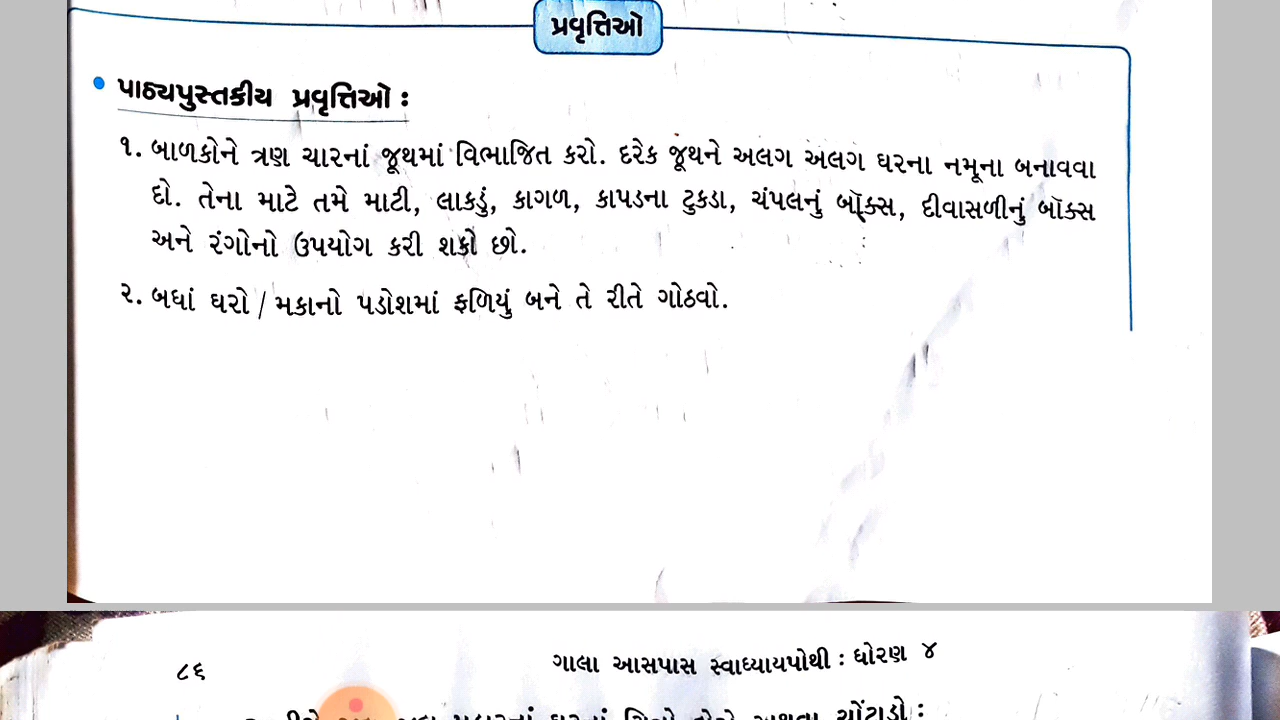 પ્રવૃત્તિઓ
• પાઠ્યપુસ્તકીય પ્રવૃત્તિઓ :
૧. બાળકોને ત્રણ ચારનાં જૂથમાં વિભાજિત કરો. દરેક જૂથને અલગ અલગ ઘરના નમૂના બનાવવા
દો. તેના માટે તમે માટી, લાકડું, કાગળ, કાપડના ટુકડા, ચંપલનું બૉક્સ, દીવાસળીનું બૉક્સ
અને રંગોનો ઉપયોગ કરી શકો છો.
૨. બધાં ઘરો / મકાનો પડોશમાં ફળિયું બને તે રીતે ગોઠવો.
૮૬
ગાલા આસપાસ સ્વાધ્યાયપોથી : ધોરણ ૪
ચોંટાડો :